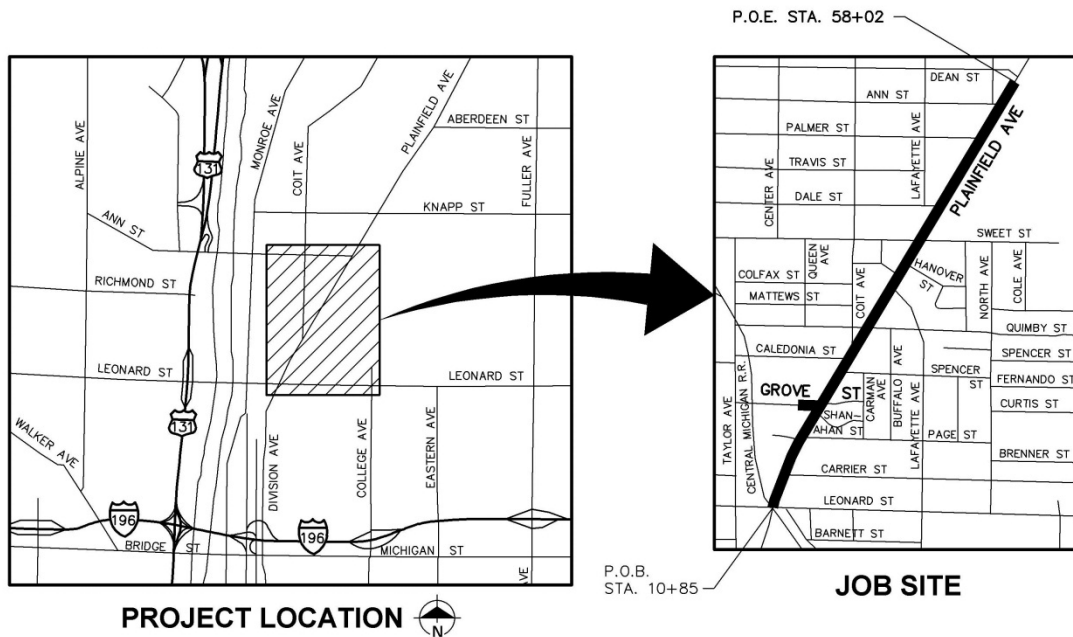 P.O.E. STA. 58+02
ALPINE AVE
131
MONROE AVE
COIT AVE
PLAINFIELD AVE
ABERDEEN ST
FULLER AVE
KNAPP ST
ANN ST
RICHMOND ST
LEONARD ST
LEONARD ST
WALKER AVE
131
DIVISION AVE
COLLEGE AVE
EASTERN AVE
196
BRIDGE ST
196
MICHIGAN ST
PROJECT LOCATION
N
DEAN ST
ANN ST
PALMER ST
CENTER AVE
TRAVIS ST
LAFAYETTE AVE
PLAINFIELD AVE
DALE ST
SWEET ST
QUEEN AVE
COLFAX ST
MATTEWS ST
COIT AVE
HANOVER
ST
NORTH AVE
COLE AVE
QUIMBY ST
CALEDONIA ST
SPENCER ST
SPENCER
ST
FERNANDO ST
GROVE ST
CURTIS ST
CARMAN
AVE
BUFFALO AVE
SHAN-
AHAN ST
TAYLOR AVE
CENTRAL MICHIGAN R.R.
LAFAYETTE AVE
PAGE ST
BRENNER ST
CARRIER ST
LEONARD ST
BARNETT ST
P.O.B.
STA. 10+85
JOB SITE